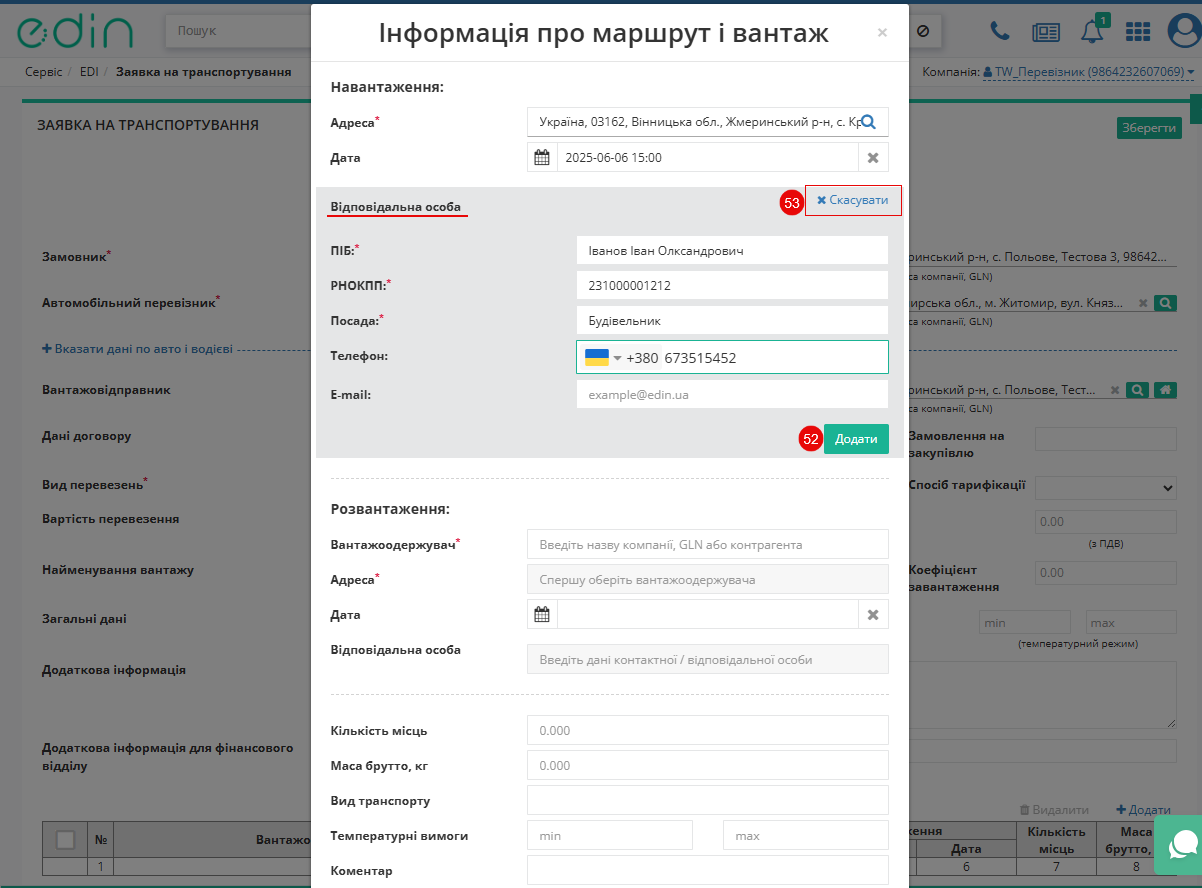 edin
Пошук
1
Сервіс / EDI / Заявка на транспортування
Компанія: TW_Перевізник (9864232607069)
ЗАЯВКА НА ТРАНСПОРТУВАННЯ
Зберегти
Замовник*
ринський р-н, с. Польове, Тестова 3, 98642...
са компанії, GLN)
Автомобільний перевізник*
ирська обл., м. Житомир, вул. Княз...
са компанії, GLN)
Вказати дані по авто і водієві
Вантажовідправник
ринський р-н, с. Польове, Тест...
са компанії, GLN)
Дані договору
Замовлення на
закупівлю
Вид перевезень*
Спосіб тарифікації
Вартість перевезення
0.00
(з ПДВ)
Найменування вантажу
Коефіцієнт
завантаження
0.00
Загальні дані
min
max
(температурний режим)
Додаткова інформація
Додаткова інформація для фінансового
відділу
Видалити
Додати
№
Вантажо
ження
Дата
Кількість
місць
Маса
брутто,
1
6
7
8
Інформація про маршрут і вантаж
×
Навантаження:
Адреса*
Україна, 03162, Вінницька обл., Жмеринський р-н, с. Кр
Дата
2025-06-06 15:00
Відповідальна особа
53
Скасувати
ПІБ:*
Іванов Іван Олксандрович
РНОКПП:*
231000001212
Посада:*
Будівельник
Телефон:
+380 673515452
E-mail:
example@edin.ua
52
Додати
Розвантаження:
Вантажоодержувач*
Введіть назву компанії, GLN або контрагента
Адреса*
Спершу оберіть вантажоодержувача
Дата
Відповідальна особа
Введіть дані контактної / відповідальної особи
Кількість місць
0.000
Маса брутто, кг
0.000
Вид транспорту
Температурні вимоги
min
max
Коментар